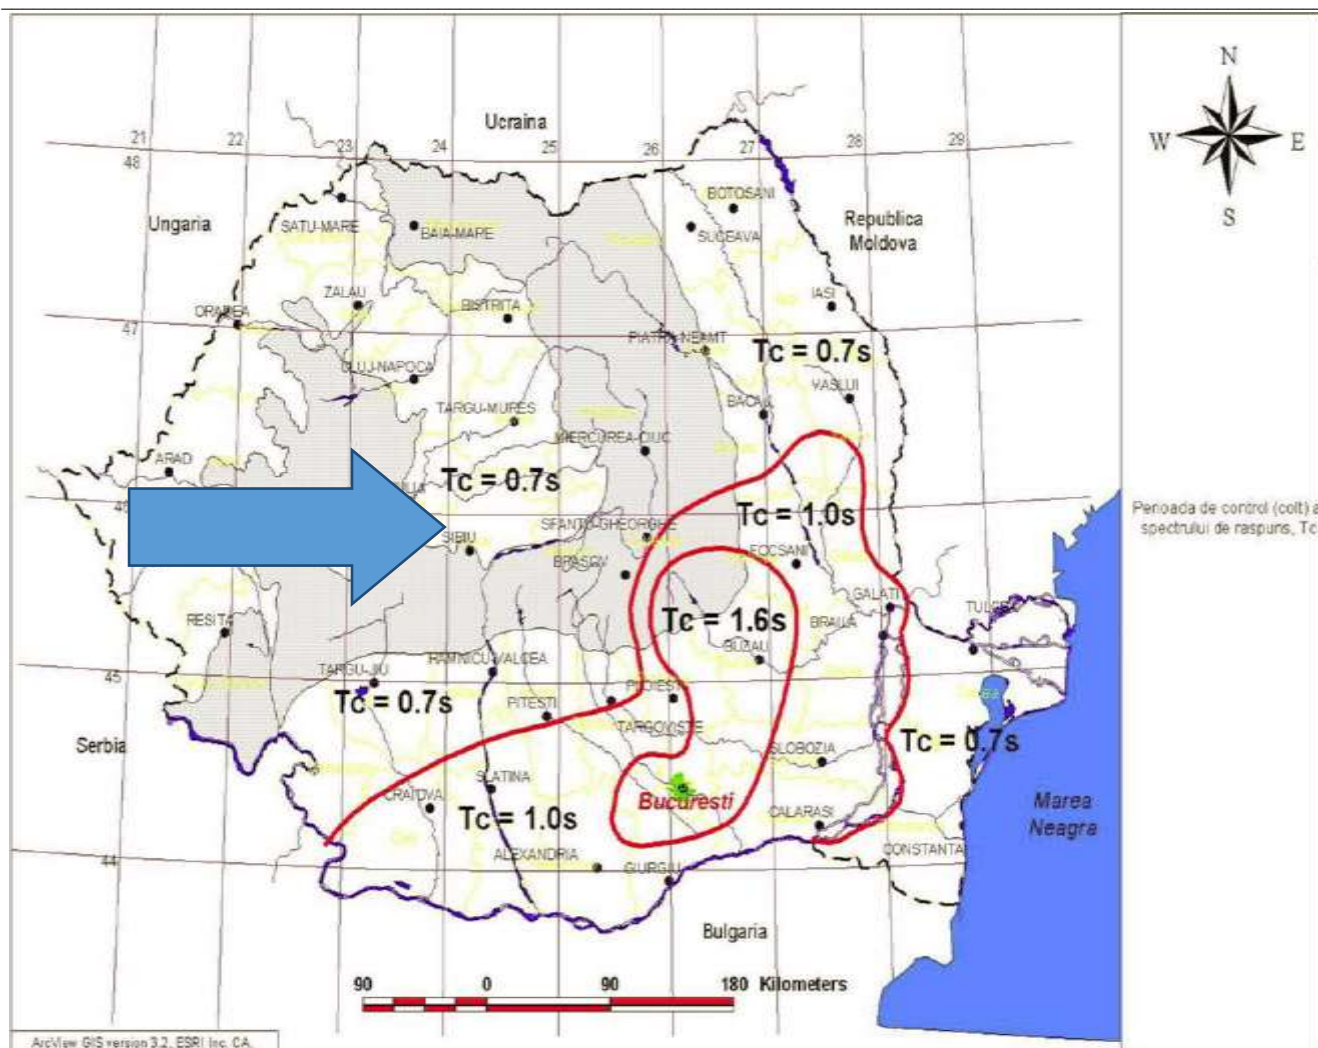 N
W E
S
Ucraina
21 22 23 24 25 26 27 28 29
48
BOTOSANI
Ungaria
Republica
Moldova
SATU-MARE
BAIA-MARE
SUCEAVA
ZALAU
IASI
ORADEA
BISTRITA
47
PIATRA-NEAMT
Tc = 0.7s
CLUJ-NAPOCA
VASLUI
TARGU-MURES
BACAU
MIERCUREA-CIUC
ARAD
Tc = 0.7s
Tc = 1.0s
Perioada de control (colt) a
spectrului de raspuns, Tc
SFANTU-GHEORGHE
SIBIU
FOCSANI
BRASOV
GALATI
TULCEA
RESITA
Tc = 1.6s
BRAILA
BUZAU
RAMNICU-VALCEA
TARGU-JIU
45
Tc = 0.7s
PITESTI
PLOIESTI
TARGOVISTE
Serbia
Tc = 0.7s
SLOBOZIA
SLATINA
CRAIOVA
Bucuresti
Marea
Neagra
Tc = 1.0s
CALARASI
CONSTANTA
44
ALEXANDRIA
GIURGIU
Bulgaria
90 0 90 180 Kilometers
ArcView GIS version 3.2, ESRI Inc. CA.